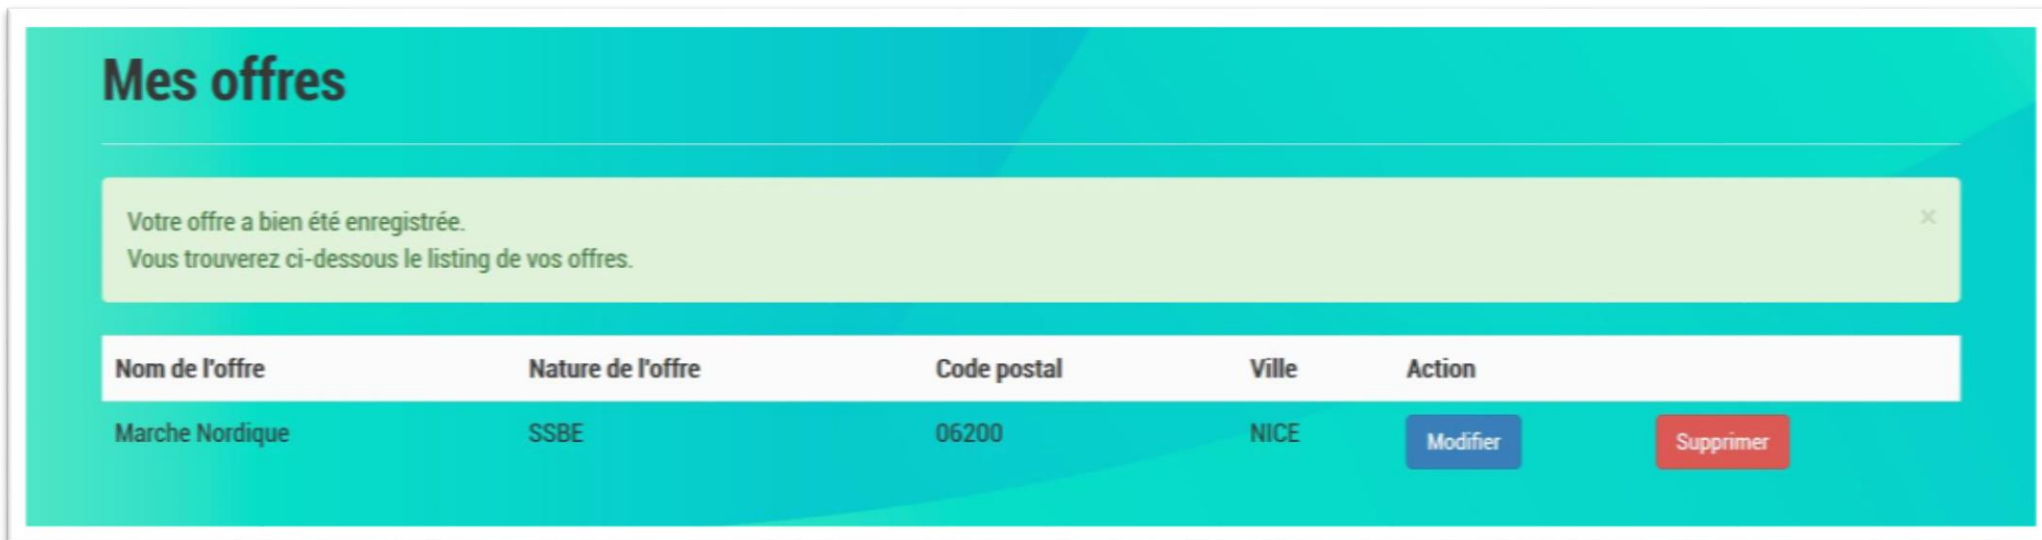 Mes offres
Votre offre a bien été enregistrée.
×
Vous trouverez ci-dessous le listing de vos offres.
Nom de l'offre Nature de l'offre Code postal Ville Action
Marche Nordique SSBE 06200 NICE Modifier Supprimer